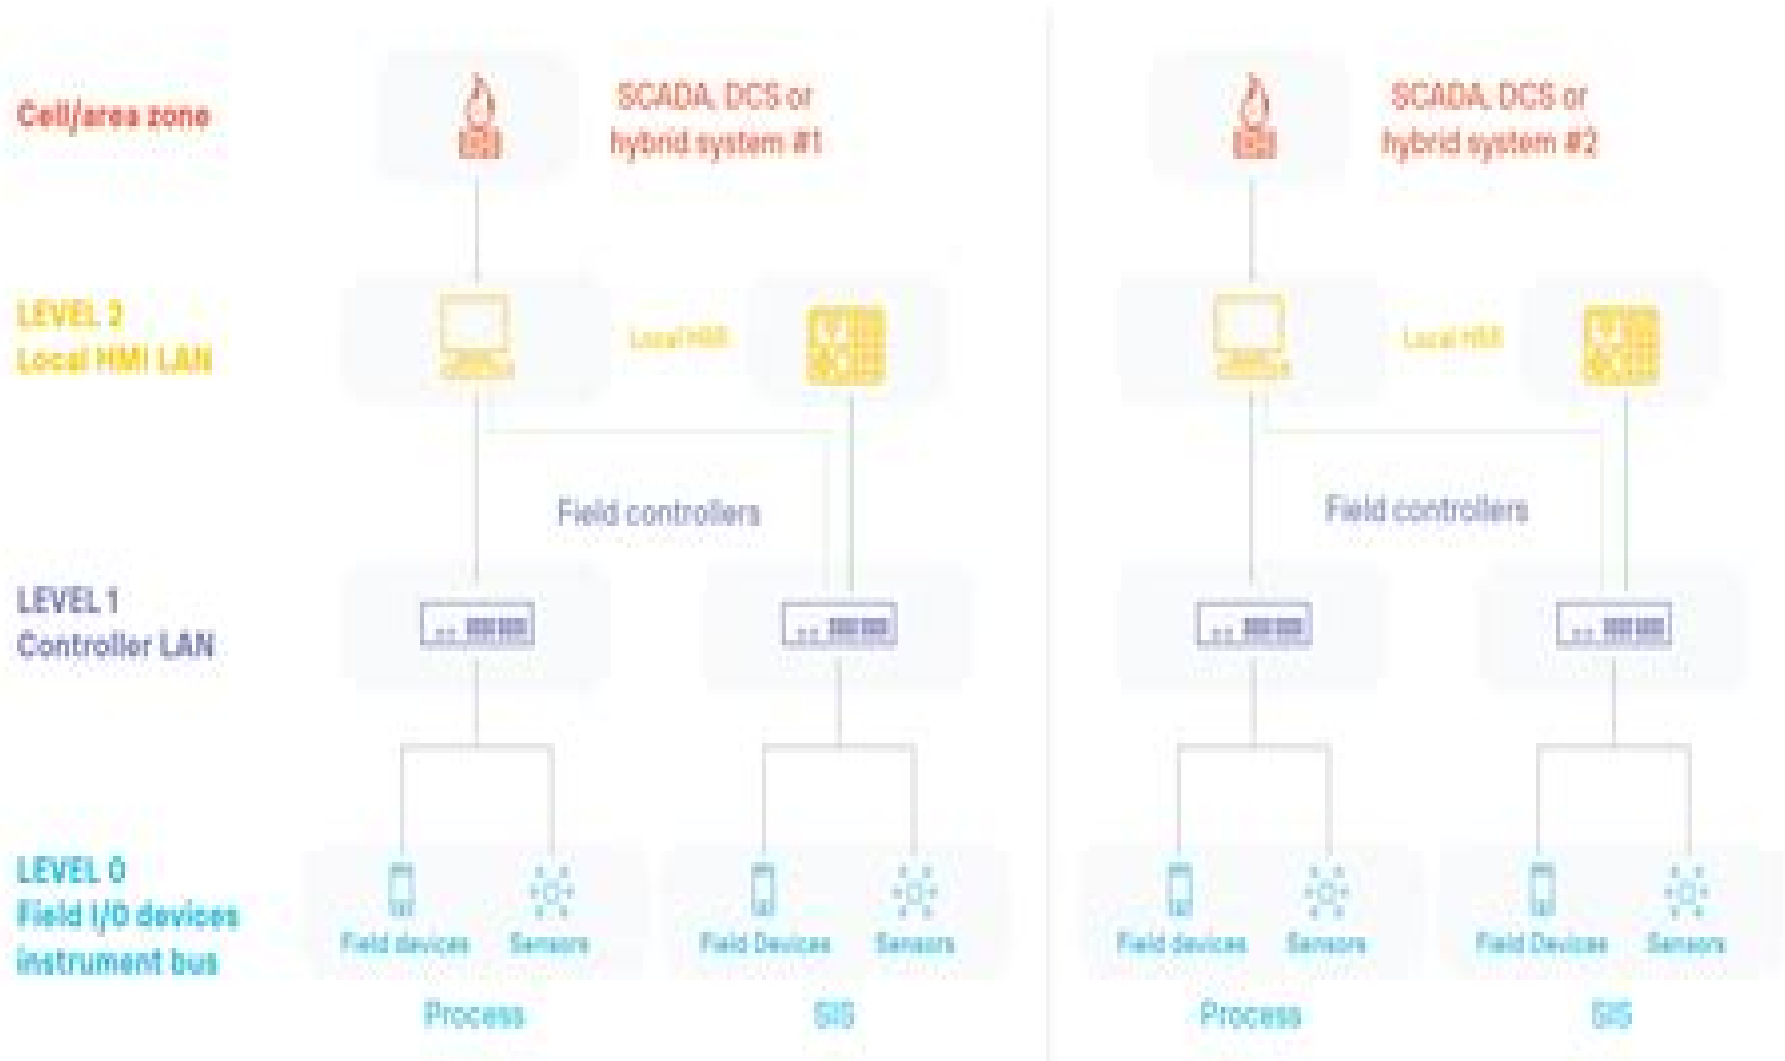 Cell/area zone
SCADA, DCS or
hybrid system #1
SCADA, DCS or
hybrid system #2
LEVEL 2
Local HMI LAN
Local HMI
Local HMI
Field controllers
Field controllers
LEVEL 1
Controller LAN
LEVEL 0
Field I/O devices
instrument bus
Field devices
Sensors
Field Devices
Sensors
Field devices
Sensors
Field Devices
Sensors
Process
SIS
Process
SIS